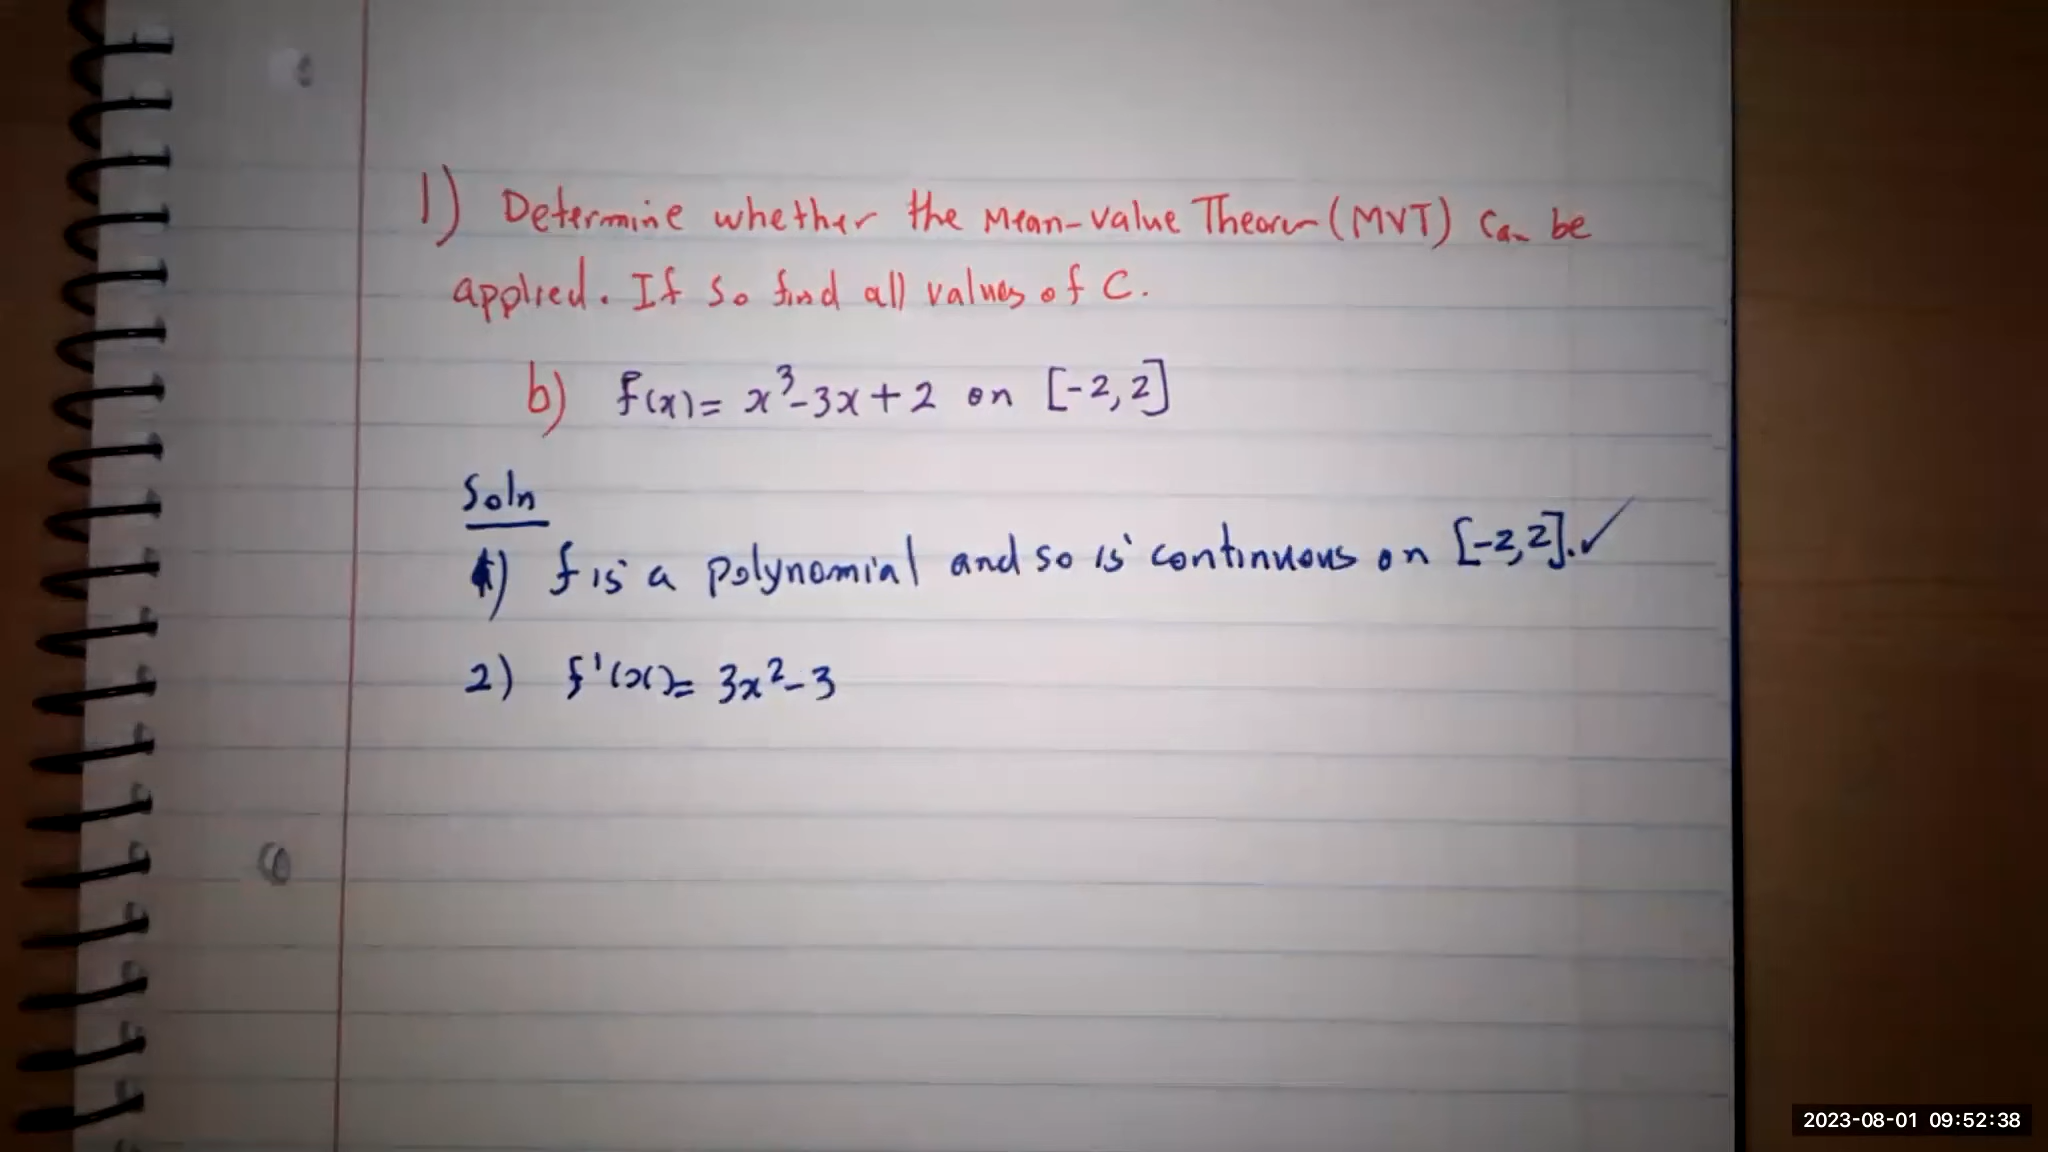 1) Determine whether the Mean-value Theorem (MVT) can be
applied. If so find all values of C.
b) f(x) = x³-3x+2 on [-2,2]
Soln
1) f is a polynomial and so is continuous on [-2,2]. ✓
2) f'(x) = 3x²-3
2023-08-01 09:52:38